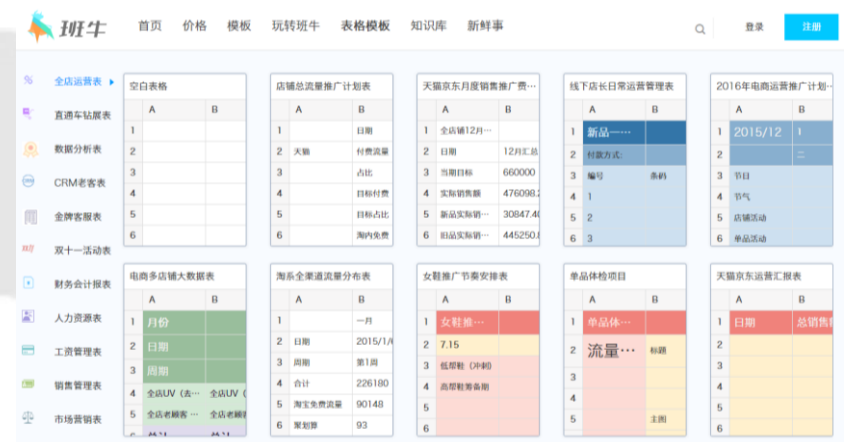 班牛 首页 价格 模板 玩转班牛 表格模板 知识库 新鲜事 登录 注册
全店运营表
直通车钻展表
数据分析表
CRM老客表
金牌客服表
双十一活动表
财务会计报表
人力资源表
工资管理表
销售管理表
市场营销表
空白表格
A B
1
2
3
4
5
6
店铺总流量推广计划表
A B
1 日期
2 天猫 付费流量
3 占比
4 目标付费
5 目标占比
6 淘内免费
天猫京东月度销售推广费···
A B
1 全店铺12月···
2 日期 12月汇总
3 当期目标 660000
4 实际销售额 476098.2
5 新品实际销··· 30847.40
6 旧品实际销··· 445250.8
线下店长日常运营管理表
A B
1 新品一···
2 付款方式:
3 编号 条码
4 1
5 2
6 3
2016年电商运营推广计划···
A B
1 2015/12 1
2 二
3 节日
4 节气
5 店铺活动
6 单品活动
电商多店铺大数据表
A B
1 月份
2 日期
3 周期
4 全店UV（去··· 全店UV（
5 全店老顾客··· 全店老顾客
6
淘系全渠道流量分布表
A B
1 一月
2 日期 2015/1/
3 周期 第1周
4 合计 226180
5 淘宝免费流量 90148
6 聚划算 93
女鞋推广节奏安排表
A B
1 女鞋推···
2 7.15
3 低帮鞋（冲刺）
4 高帮鞋筹备期
5
6
单品体检项目
A B
1 单品体···
2 流量··· 标题
3
4
5 主图
天猫京东运营汇报表
A B
1 日期 总销售额
2
3
4
5
6